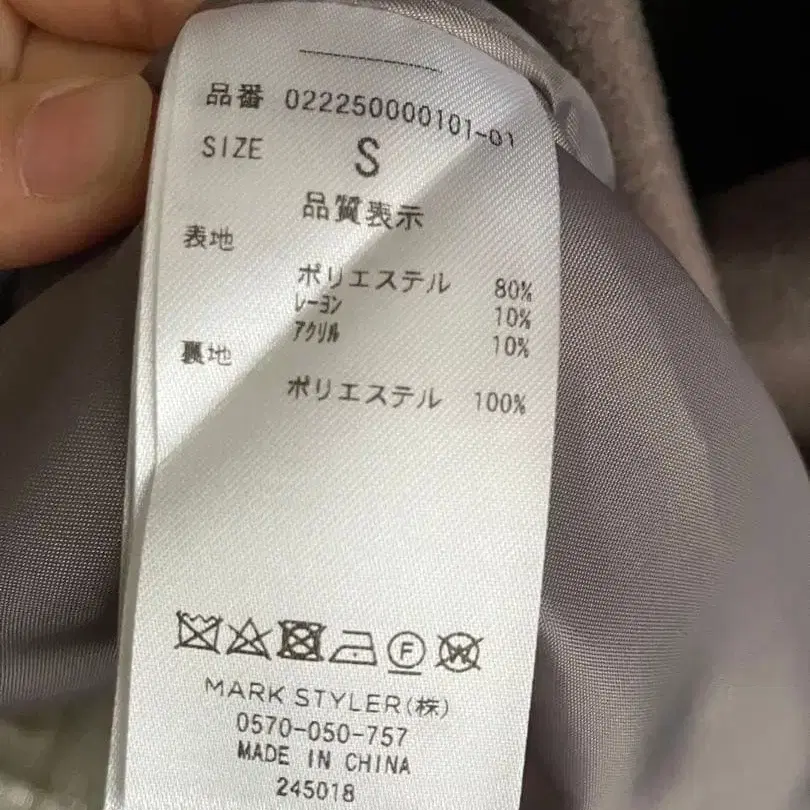 品番 022250000101-01
SIZE S
品質表示
表地
ポリエステル 80%
レーヨン 10%
アクリル 10%
裏地
ポリエステル 100%
F W
MARK STYLER(株)
0570-050-757
MADE IN CHINA
245018